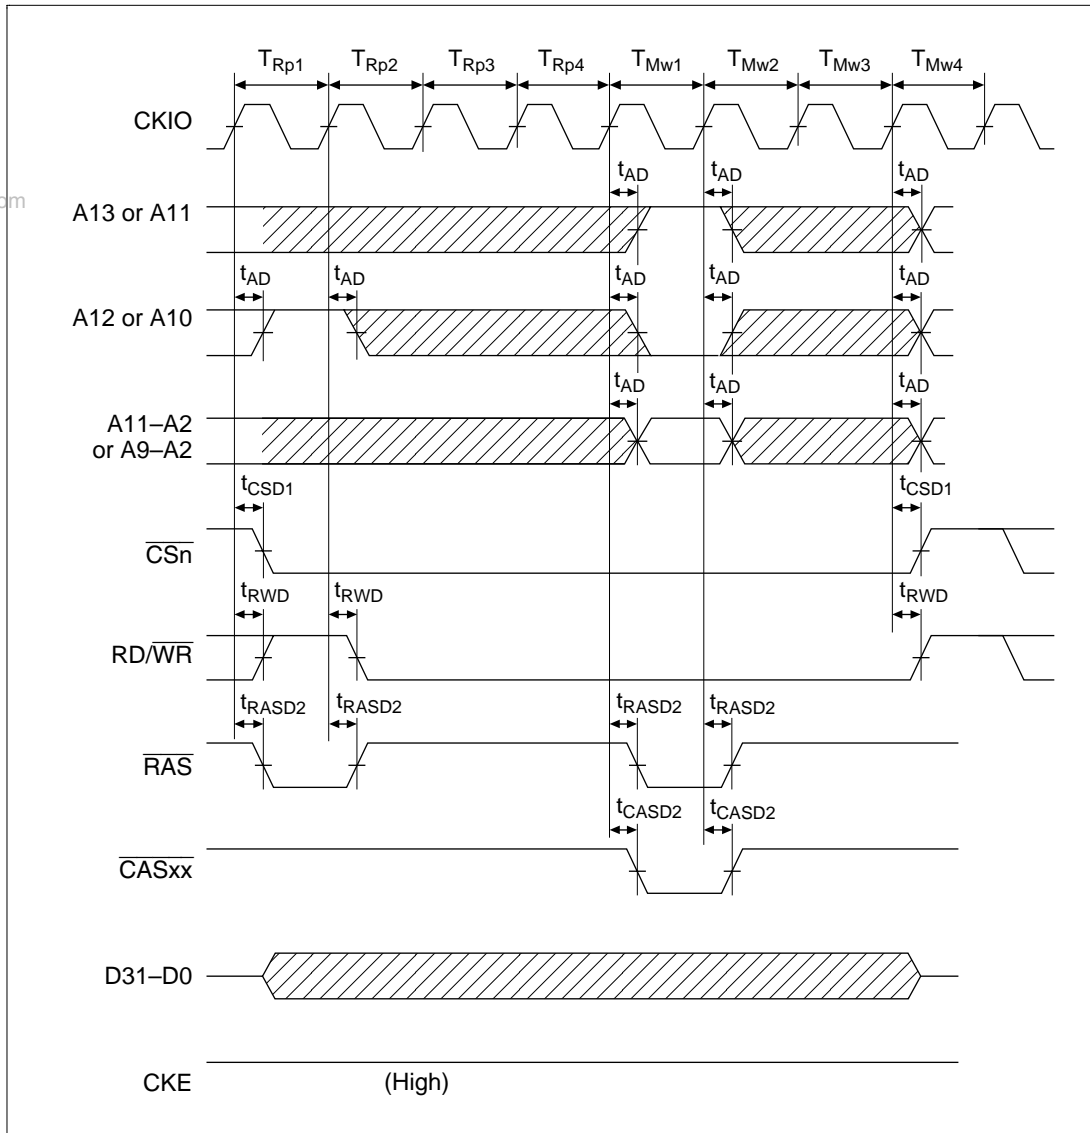 TRp1 TRp2 TRp3 TRp4 TMw1 TMw2 TMw3 TMw4
CKIO
om
tAD tAD tAD
A13 or A11
tAD tAD tAD tAD tAD
A12 or A10
tAD tAD tAD
A11–A2
or A9–A2
tCSD1 tCSD1
CSn
tRWD tRWD tRWD
RD/WR
tRASD2 tRASD2 tRASD2 tRASD2
RAS
tCASD2 tCASD2
CASxx
D31–D0
CKE (High)